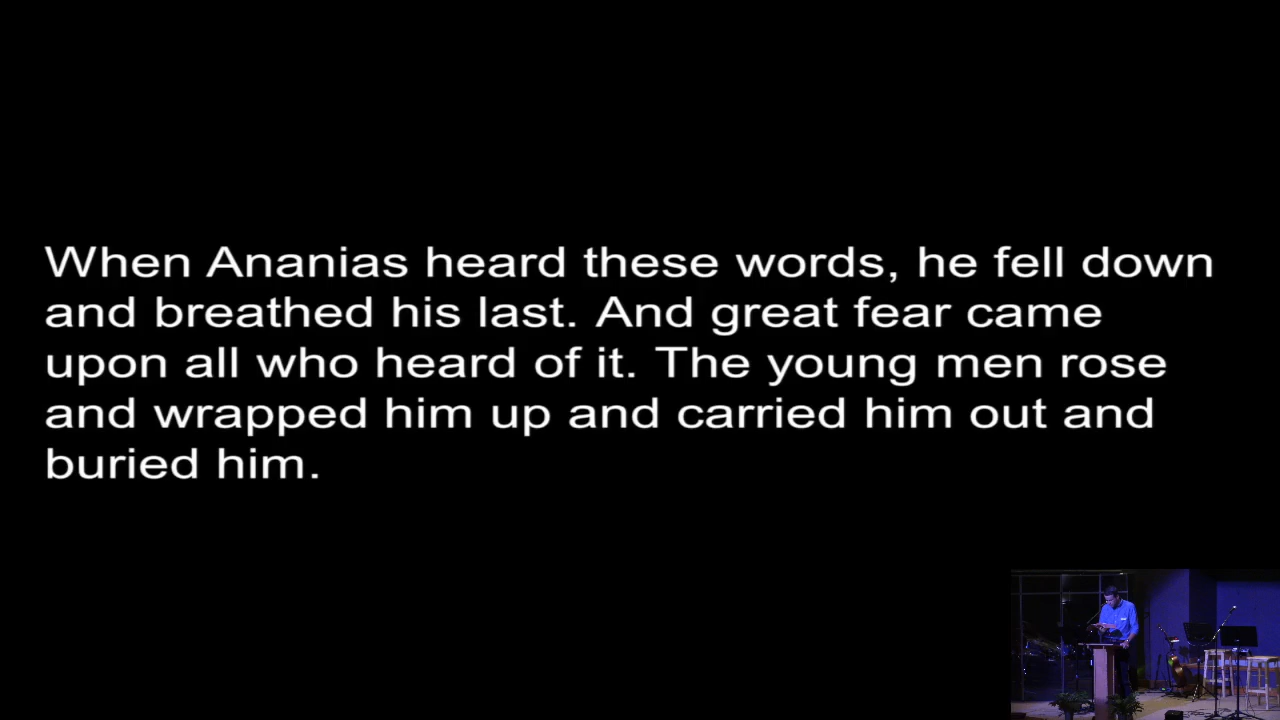 When Ananias heard these words, he fell down
and breathed his last. And great fear came
upon all who heard of it. The young men rose
and wrapped him up and carried him out and
buried him.